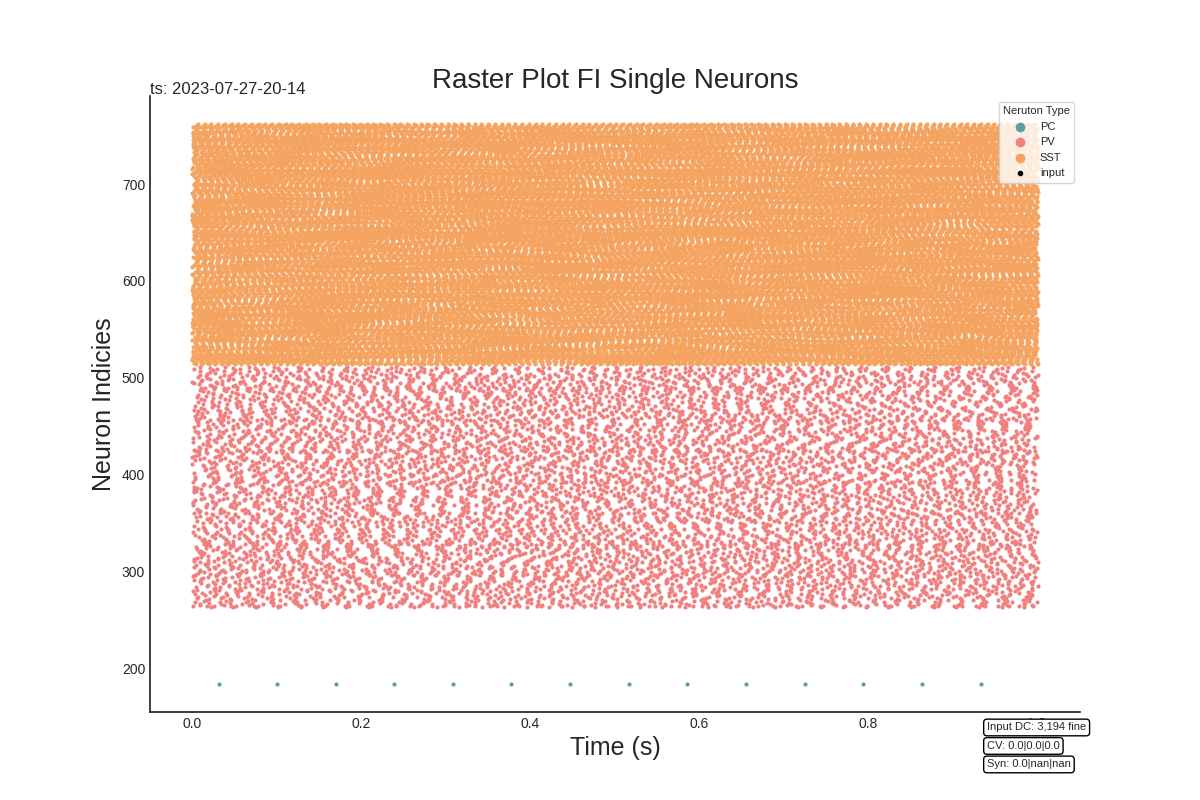 Raster Plot FI Single Neurons
ts: 2023-07-27-20-14
Neruton Type
PC
PV
SST
input
Neuron Indicies
700
600
500
400
300
200
0.0 0.2 0.4 0.6 0.8
Time (s)
Input DC: 3,194 fine
CV: 0.0|0.0|0.0
Syn: 0.0|nan|nan